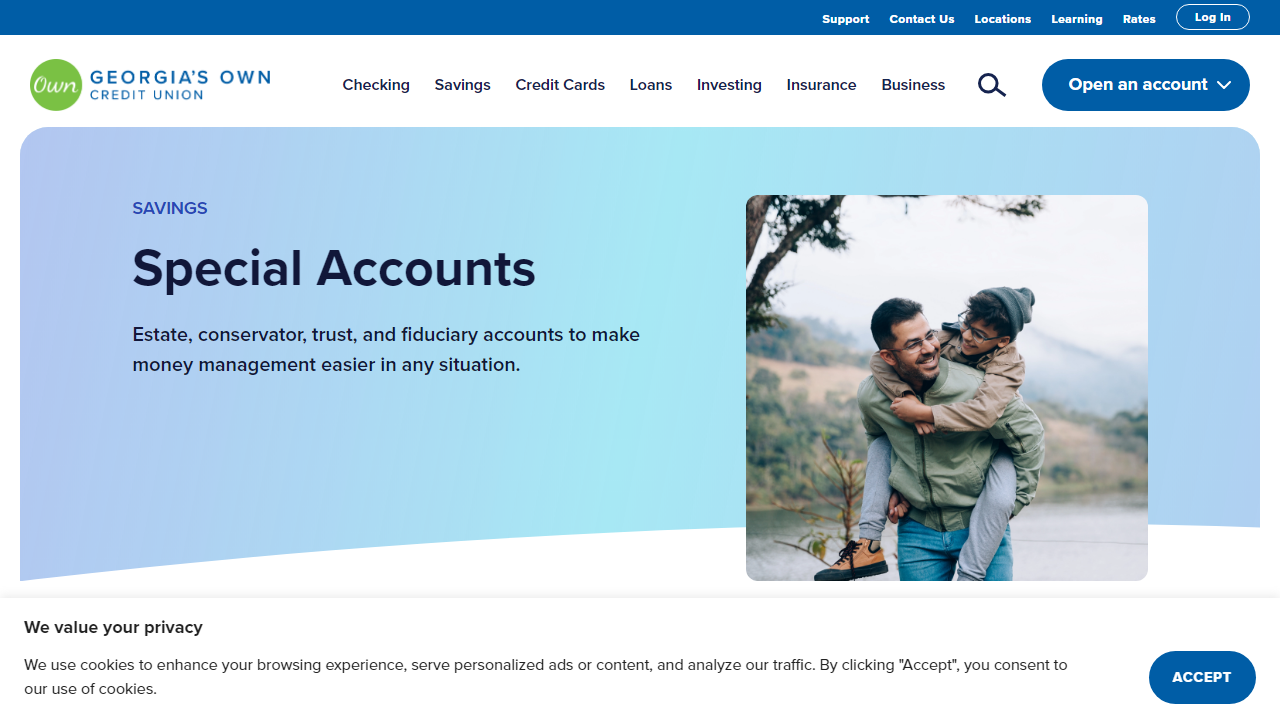 Support Contact Us Locations Learning Rates Log In
Own GEORGIA'S OWN
CREDIT UNION
Checking Savings Credit Cards Loans Investing Insurance Business Open an account
SAVINGS
Special Accounts
Estate, conservator, trust, and fiduciary accounts to make
money management easier in any situation.
We value your privacy
We use cookies to enhance your browsing experience, serve personalized ads or content, and analyze our traffic. By clicking "Accept", you consent to
our use of cookies.
ACCEPT